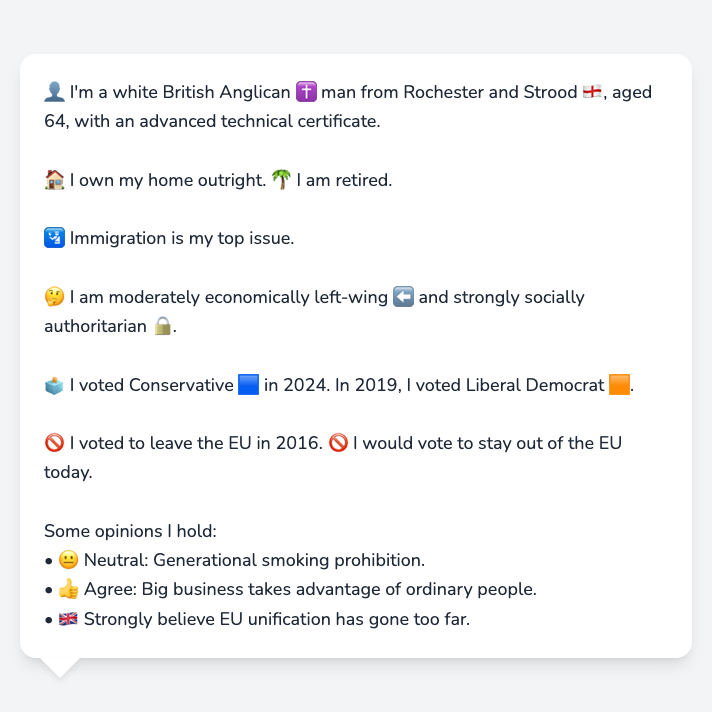 👤 I'm a white British Anglican ✝️ man from Rochester and Strood 🏴󠁧󠁢󠁥󠁮󠁧󠁿, aged
64, with an advanced technical certificate.
🏠 I own my home outright. 🌴 I am retired.
🛂 Immigration is my top issue.
🤔 I am moderately economically left-wing ⬅️ and strongly socially
authoritarian 🔒.
🗳️ I voted Conservative 🟦 in 2024. In 2019, I voted Liberal Democrat 🟧.
🚫 I voted to leave the EU in 2016. 🚫 I would vote to stay out of the EU
today.
Some opinions I hold:
• 😐 Neutral: Generational smoking prohibition.
• 👍 Agree: Big business takes advantage of ordinary people.
• 🇬🇧 Strongly believe EU unification has gone too far.